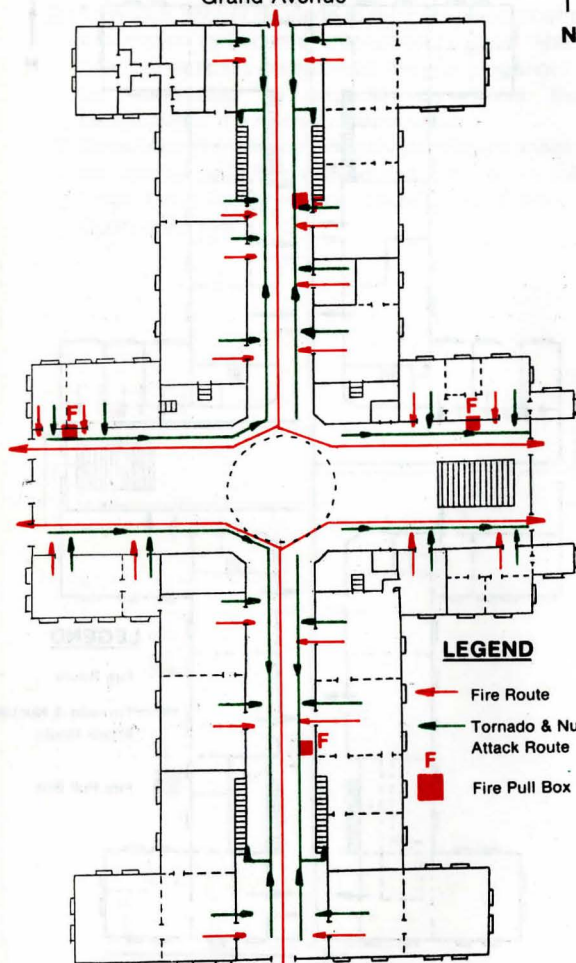 Grand Avenue
N
F
F
F
F
LEGEND
Fire Route
Tornado & Nu
Attack Route
F
Fire Pull Box